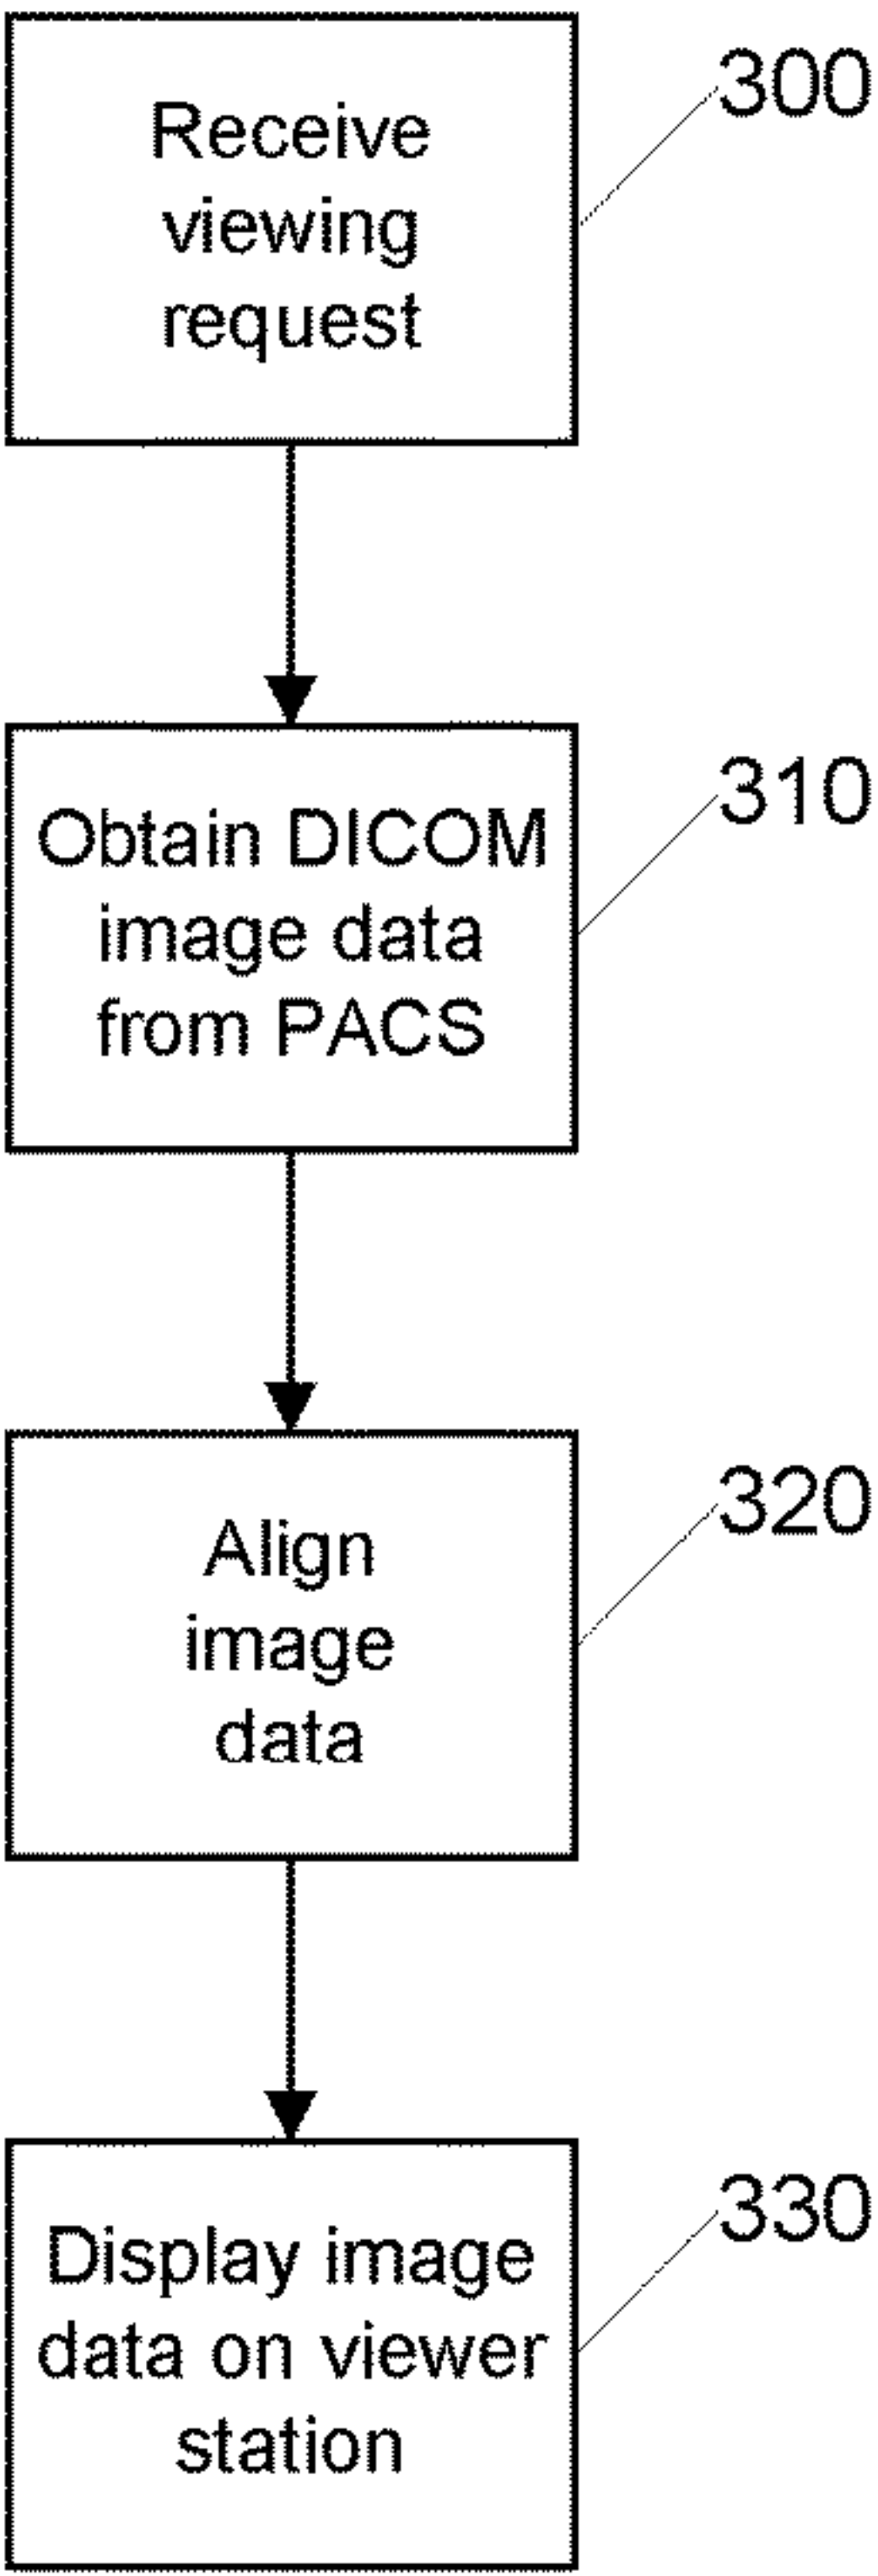 Receive
viewing
request
300
Obtain DICOM
image data
from PACS
310
Align
image
data
320
Display image
data on viewer
station
330